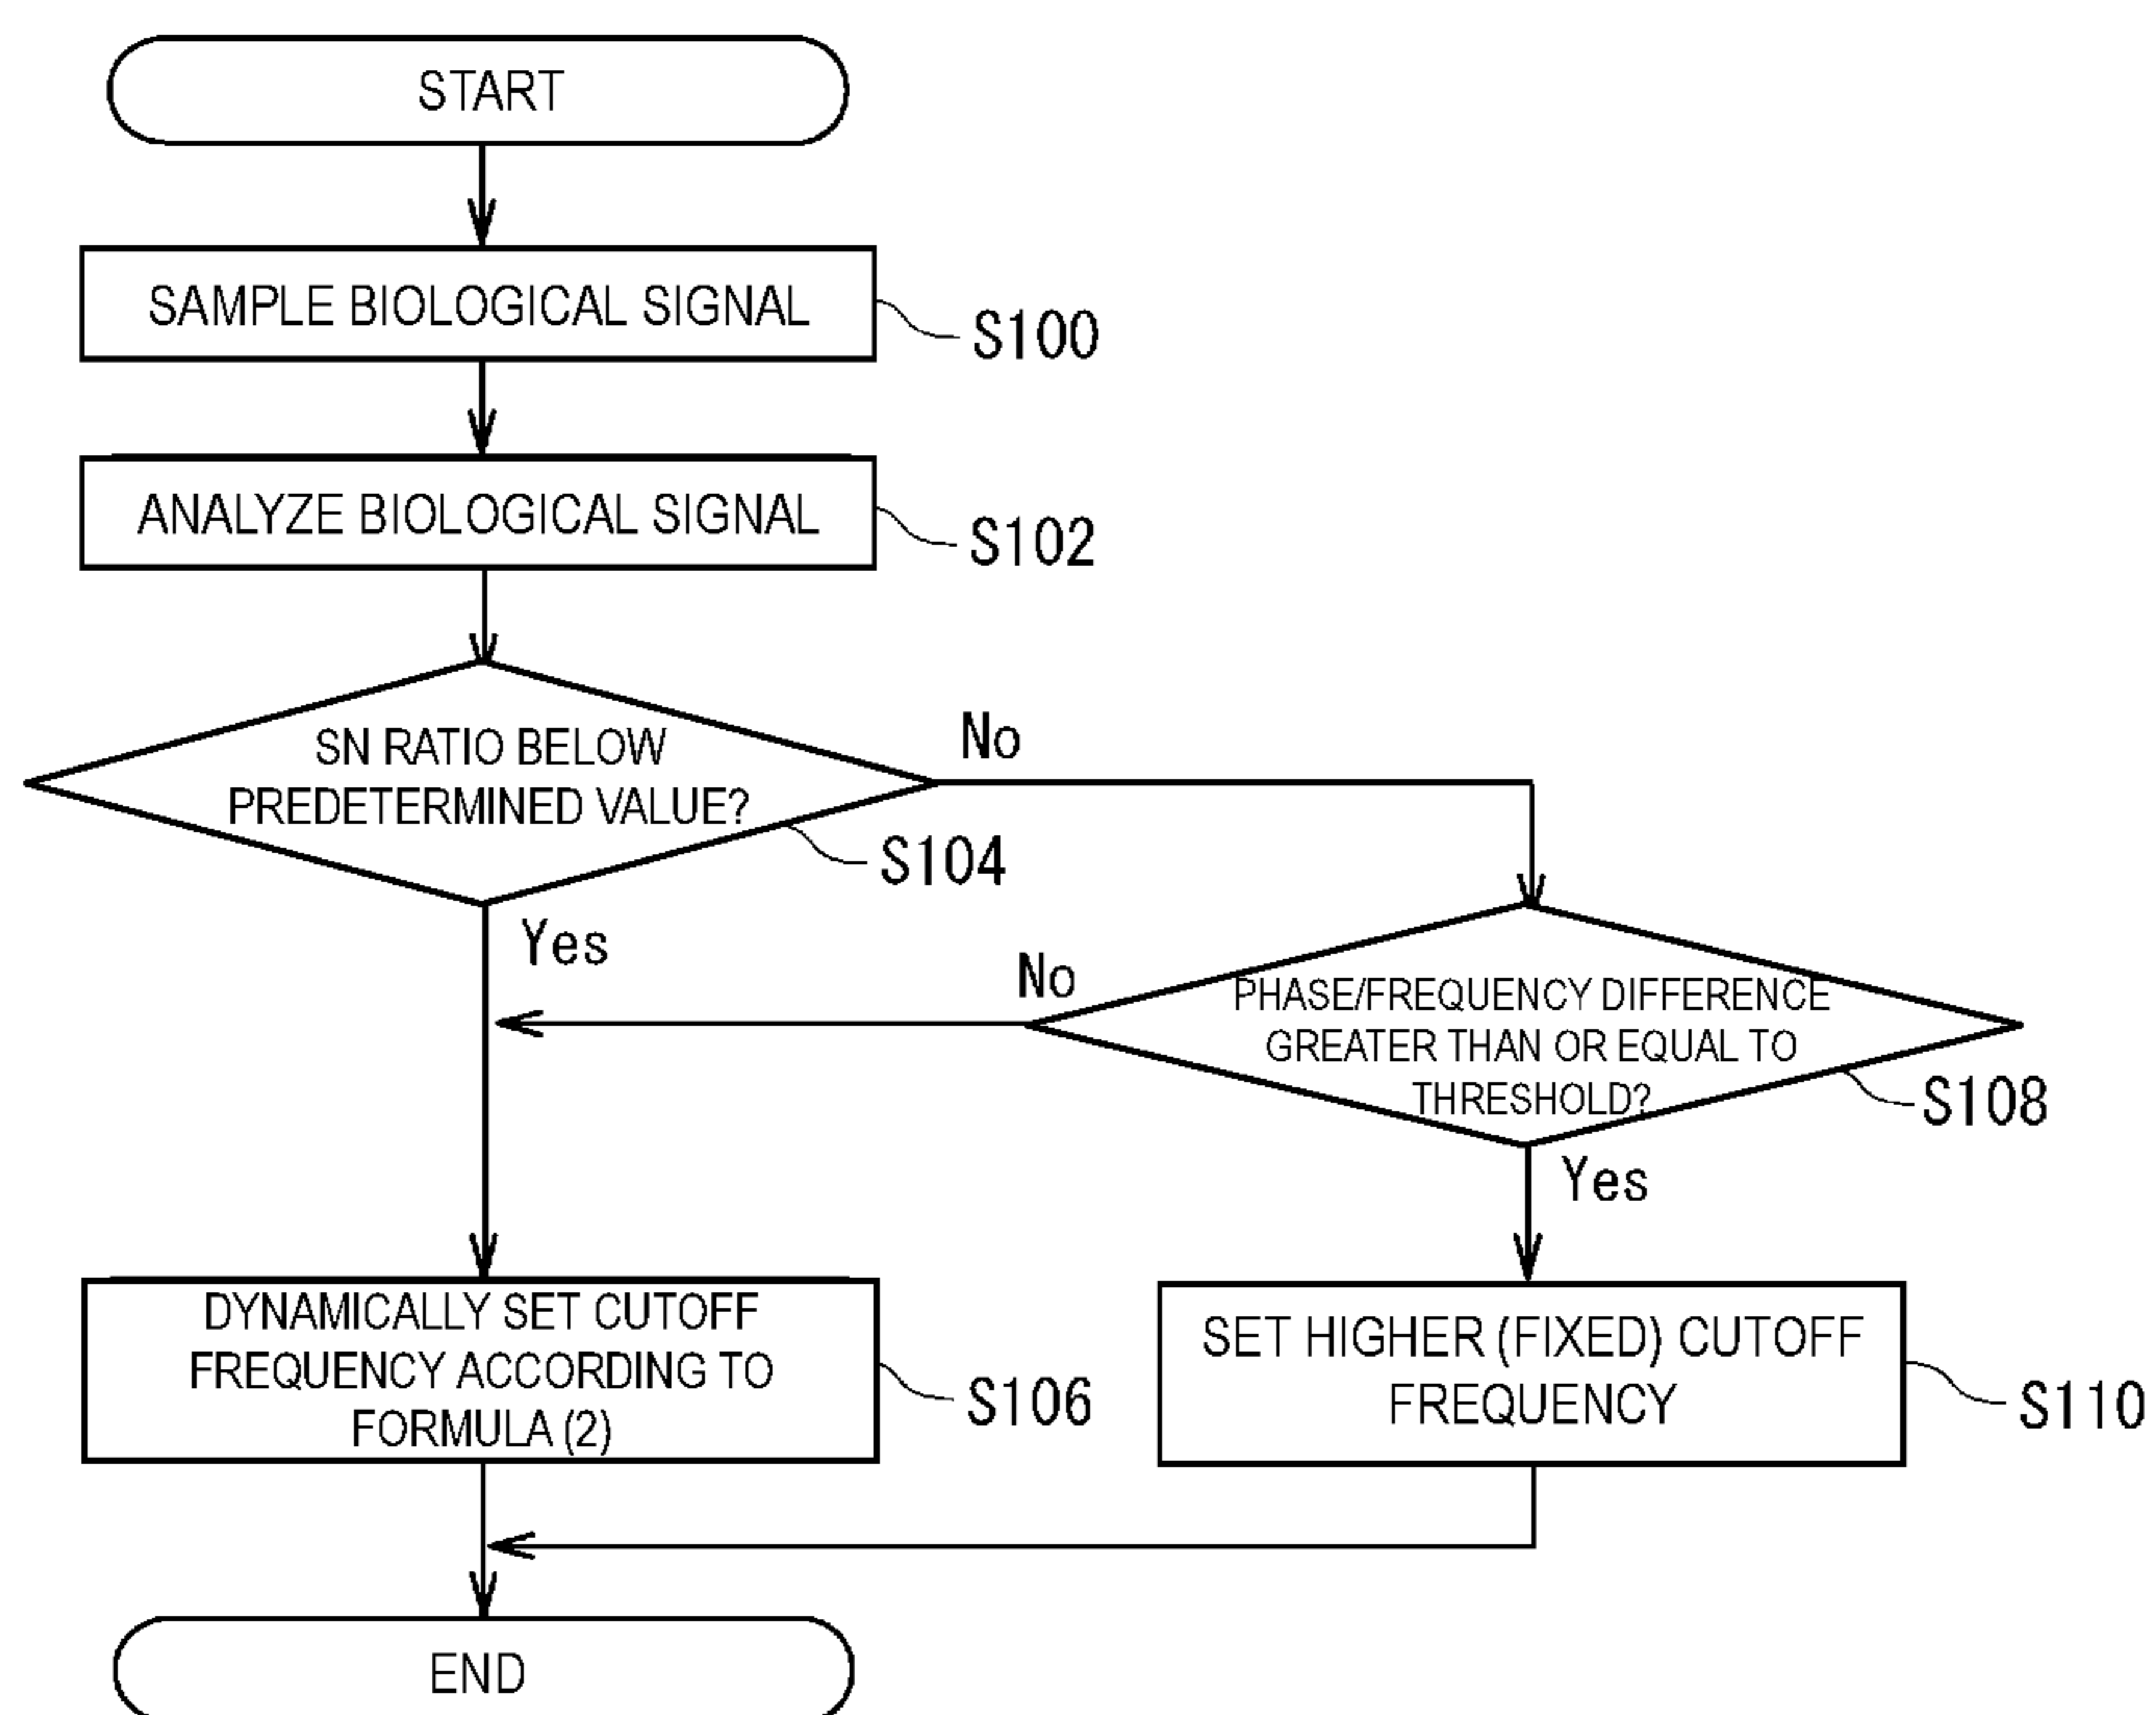 START
SAMPLE BIOLOGICAL SIGNAL
S100
ANALYZE BIOLOGICAL SIGNAL
S102
SN RATIO BELOW
PREDETERMINED VALUE?
No
S104
Yes
No
PHASE/FREQUENCY DIFFERENCE
GREATER THAN OR EQUAL TO
THRESHOLD?
S108
Yes
DYNAMICALLY SET CUTOFF
FREQUENCY ACCORDING TO
FORMULA (2)
S106
SET HIGHER (FIXED) CUTOFF
FREQUENCY
S110
END